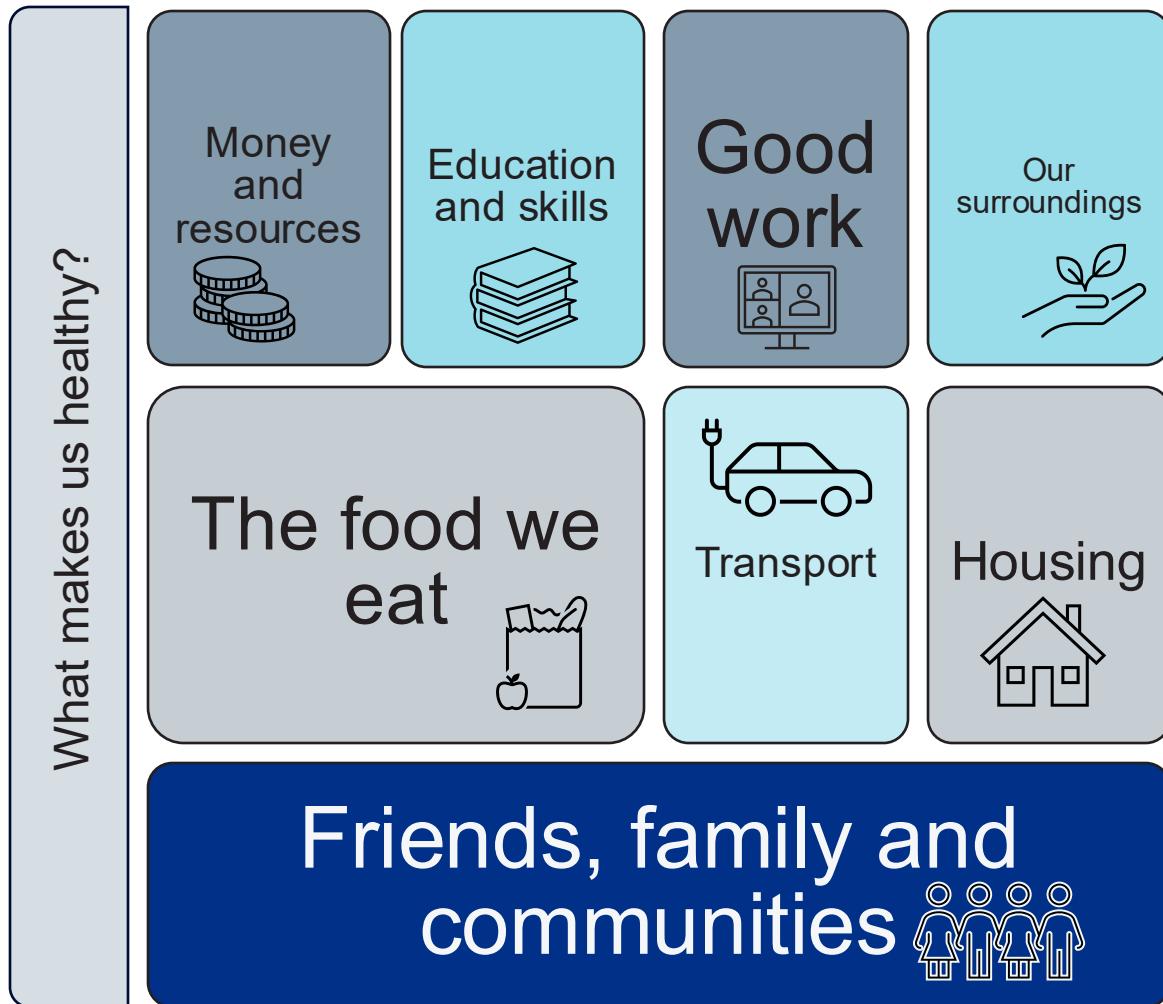 What makes us healthy?
Money
and
resources
Education
and skills
Good
work
Our
surroundings
The food we
eat
Transport
Housing
Friends, family and
communities